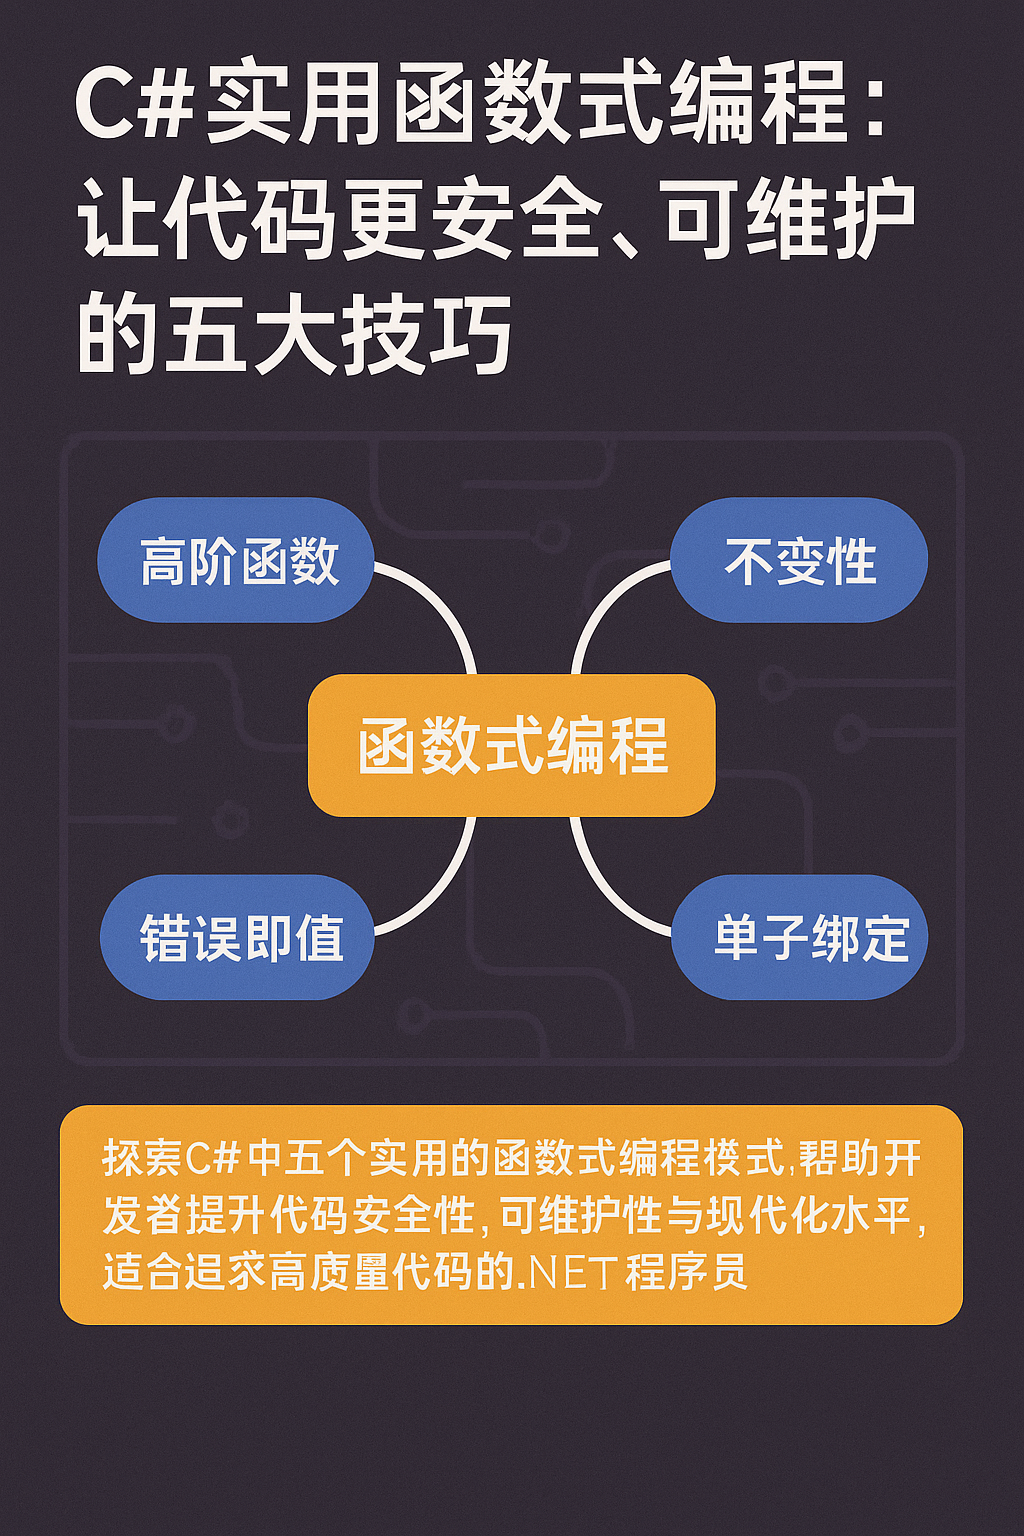 C#实用函数式编程：
让代码更安全、可维护
的五大技巧
高阶函数
不变性
函数式编程
错误即值
单子绑定
探索C#中五个实用的函数式编程模式,帮助开
发者提升代码安全性,可维护性与现代化水平,
适合追求高质量代码的.NET程序员